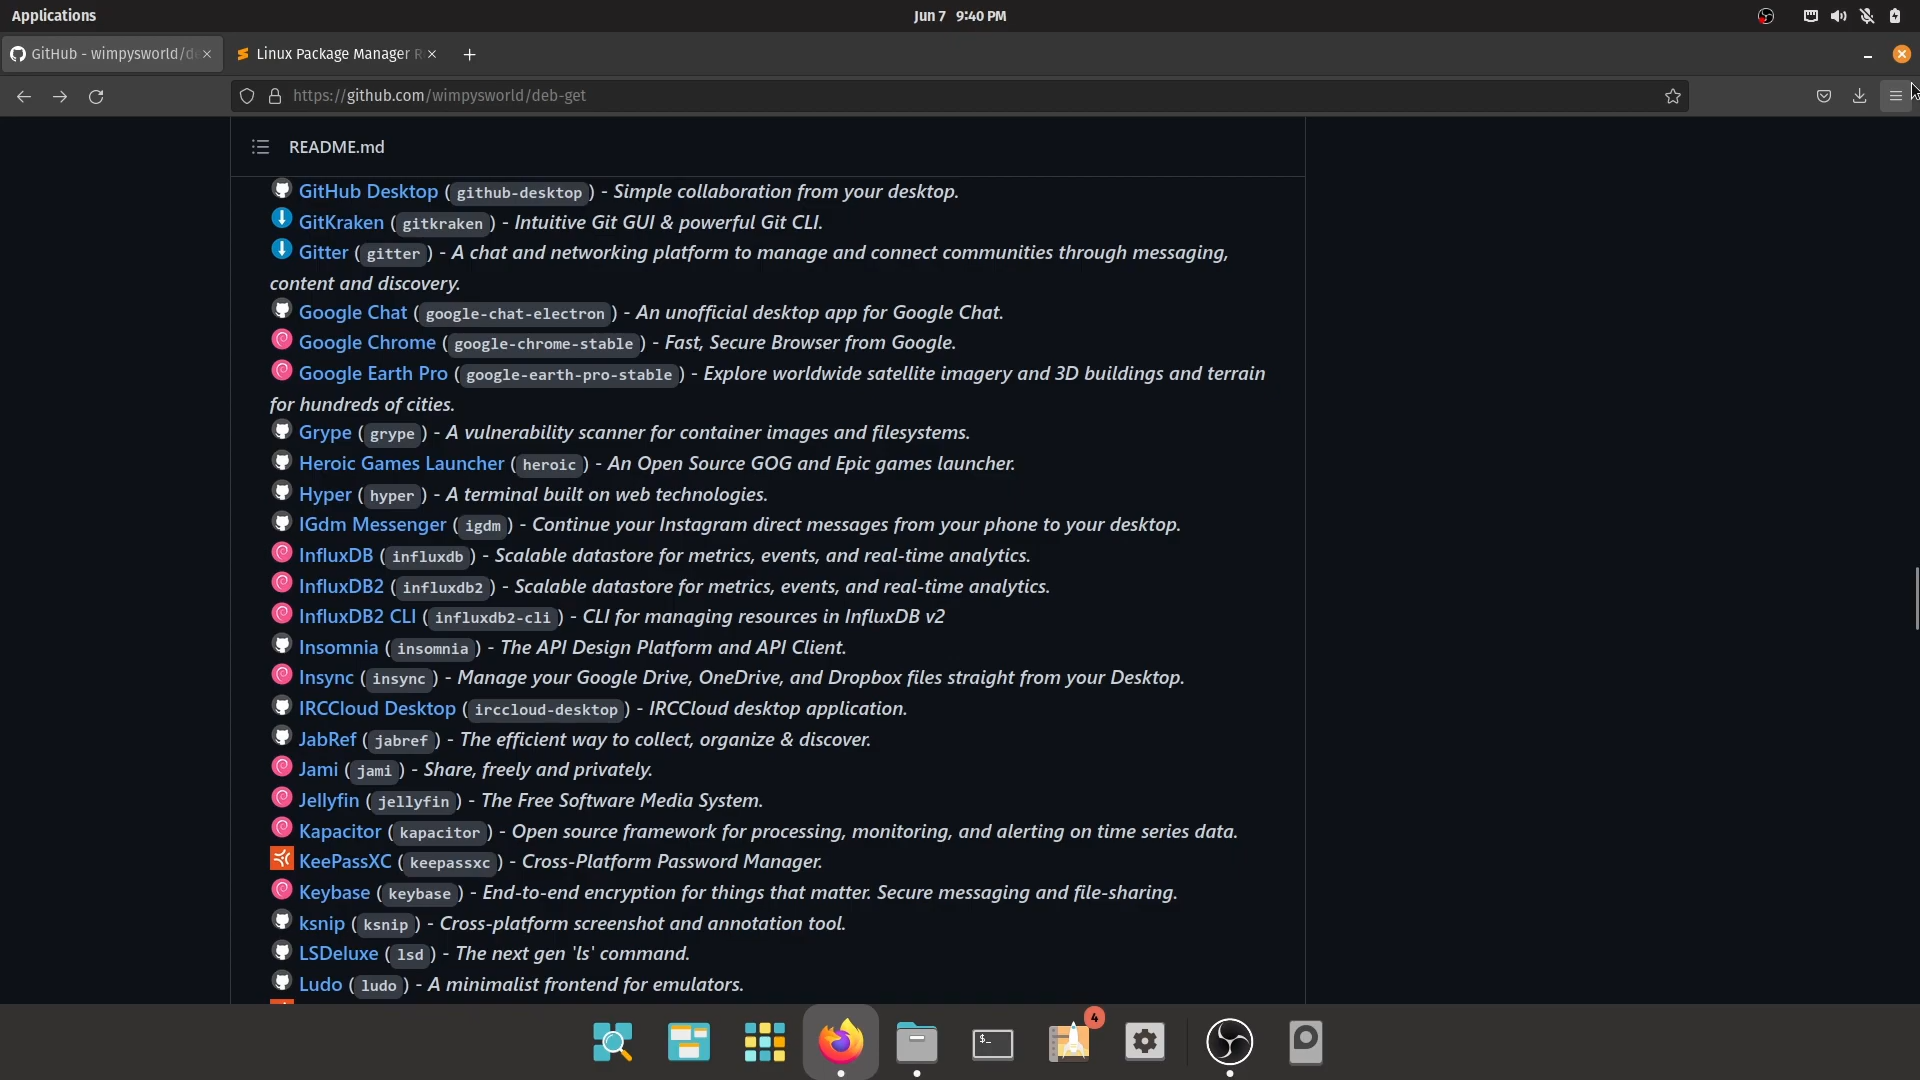 Applications
Jun 7 9:40 PM
GitHub - wimpysworld/de
Linux Package Manager R
https://github.com/wimpysworld/deb-get
README.md
GitHub Desktop (github-desktop) - Simple collaboration from your desktop.
GitKraken (gitkraken) - Intuitive Git GUI & powerful Git CLI.
Gitter (gitter) - A chat and networking platform to manage and connect communities through messaging,
content and discovery.
Google Chat (google-chat-electron) - An unofficial desktop app for Google Chat.
Google Chrome (google-chrome-stable) - Fast, Secure Browser from Google.
Google Earth Pro (google-earth-pro-stable) - Explore worldwide satellite imagery and 3D buildings and terrain
for hundreds of cities.
Grype (grype) - A vulnerability scanner for container images and filesystems.
Heroic Games Launcher (heroic) - An Open Source GOG and Epic games launcher.
Hyper (hyper) - A terminal built on web technologies.
IGdm Messenger (igdm) - Continue your Instagram direct messages from your phone to your desktop.
InfluxDB (influxdb) - Scalable datastore for metrics, events, and real-time analytics.
InfluxDB2 (influxdb2) - Scalable datastore for metrics, events, and real-time analytics.
InfluxDB2 CLI (influxdb2-cli) - CLI for managing resources in InfluxDB v2
Insomnia (insomnia) - The API Design Platform and API Client.
Insync (insync) - Manage your Google Drive, OneDrive, and Dropbox files straight from your Desktop.
IRCCloud Desktop (irccloud-desktop) - IRCCloud desktop application.
JabRef (jabref) - The efficient way to collect, organize & discover.
Jami (jami) - Share, freely and privately.
Jellyfin (jellyfin) - The Free Software Media System.
Kapacitor (kapacitor) - Open source framework for processing, monitoring, and alerting on time series data.
KeePassXC (keepassxc) - Cross-Platform Password Manager.
Keybase (keybase) - End-to-end encryption for things that matter. Secure messaging and file-sharing.
ksnip (ksnip) - Cross-platform screenshot and annotation tool.
LSDeluxe (lsd) - The next gen 'ls' command.
Ludo (ludo) - A minimalist frontend for emulators.
$_
4